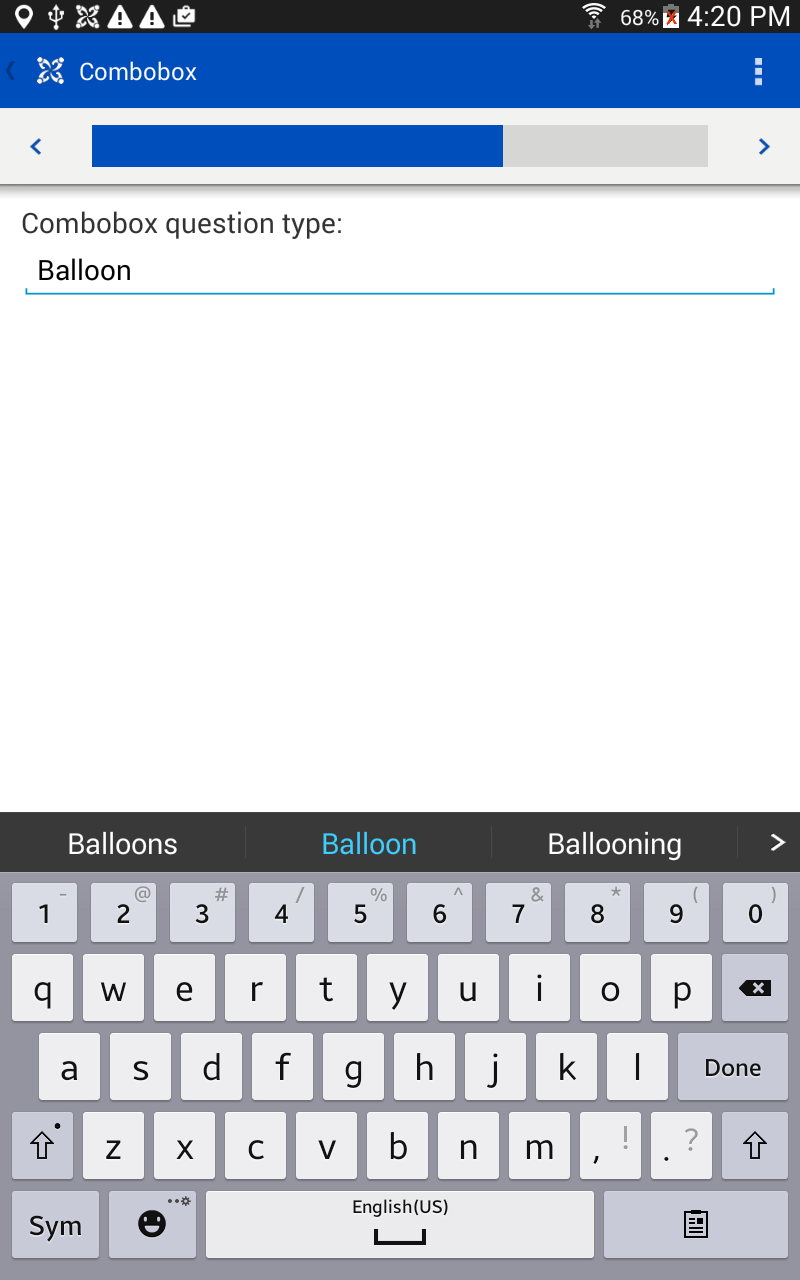 68% 4:20 PM
Combobox
Combobox question type:
Balloon
Balloons Balloon Ballooning
1 - 2 @ 3 # 4 / 5 % 6 ^ 7 & 8 * 9 ( 0 )
q w e r t y u i o p
a s d f g h j k l Done
z x c v b n m , ! . ?
Sym English(US)